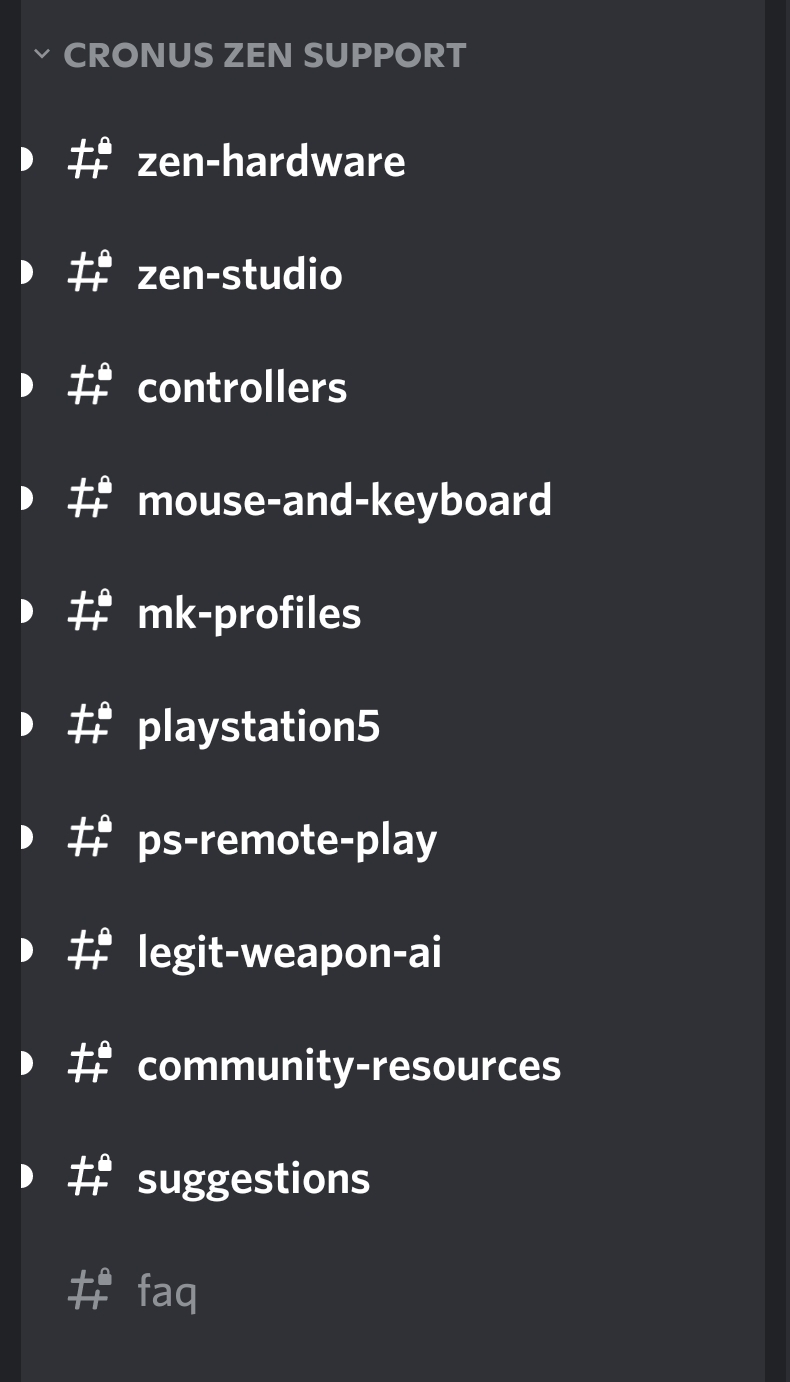 CRONUS ZEN SUPPORT
zen-hardware
zen-studio
controllers
mouse-and-keyboard
mk-profiles
playstation5
ps-remote-play
legit-weapon-ai
community-resources
suggestions
faq